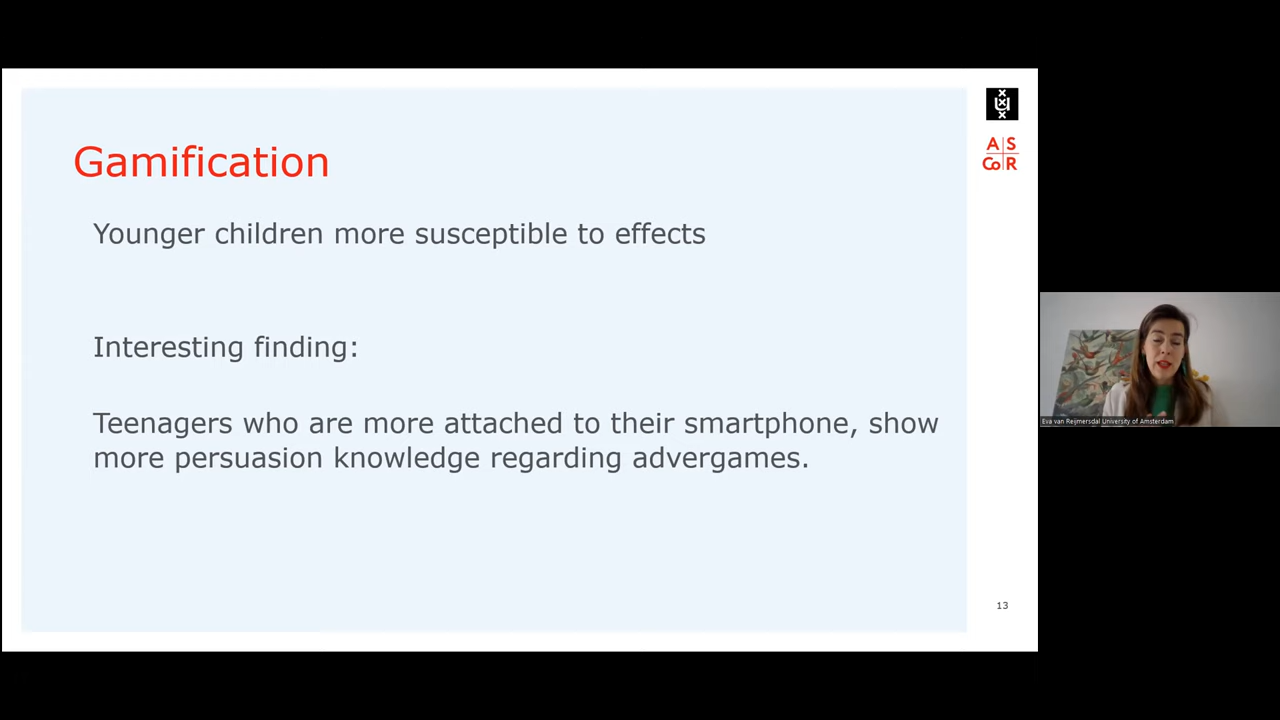 Gamification
Younger children more susceptible to effects
Interesting finding:
Teenagers who are more attached to their smartphone, show
more persuasion knowledge regarding advergames.
13
A S
Co R
Eva van Reijmersdal University of Amsterdam